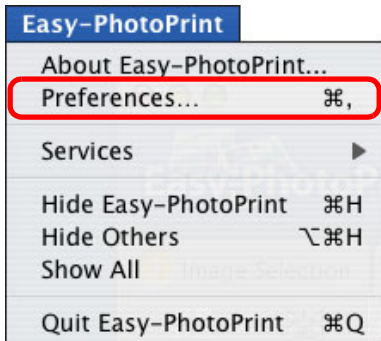 Easy-PhotoPrint
About Easy-PhotoPrint...
Preferences... ⌘,
Services ▶
Hide Easy-PhotoPrint ⌘H
Hide Others ⌥⌘H
Show All
Quit Easy-PhotoPrint ⌘Q